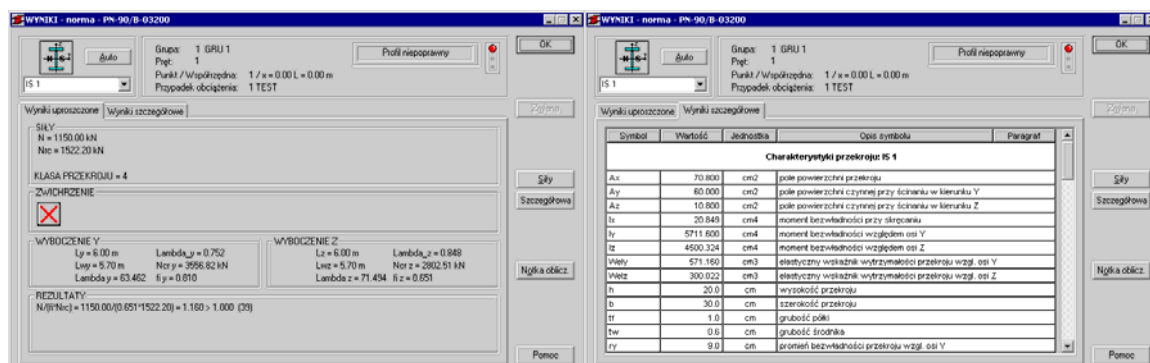 WYNIKI - norma - PN-90/B-03200
Auto
IS 1
Grupa: 1 GRU 1
Pręt: 1
Punkt / Współrzędna: 1 / x = 0.00 L = 0.00 m
Przypadek obciążenia: 1 TEST
Profil niepoprawny
OK
Zmiana
Wyniki uproszczone
Wyniki szczegółowe
SIŁY
N = 1150.00 kN
Nrc = 1522.20 kN
KLASA PRZEKROJU = 4
Siły
Szczegółowa
ZWICHRZENIE
WYBOCZENIE Y
Ly = 6.00 m Lambda_y = 0.752
Lwy = 5.70 m Ncr y = 3556.82 kN
Lambda y = 63.462 fi y = 0.810
WYBOCZENIE Z
Lz = 6.00 m Lambda_z = 0.848
Lwz = 5.70 m Ncr z = 2802.51 kN
Lambda z = 71.494 fi z = 0.651
Notka oblicz.
REZULTATY
N/(fi*Nrc) = 1150.00/(0.651*1522.20) = 1.160 > 1.000 (39)
Pomoc
WYNIKI - norma - PN-90/B-03200
Auto
IS 1
Grupa: 1 GRU 1
Pręt: 1
Punkt / Współrzędna: 1 / x = 0.00 L = 0.00 m
Przypadek obciążenia: 1 TEST
Profil niepoprawny
OK
Zmiana
Wyniki uproszczone
Wyniki szczegółowe
Symbol Wartość Jednostka Opis symbolu Paragraf
Charakterystyki przekroju: IS 1
Ax 70.800 cm2 pole powierzchni przekroju
Ay 60.000 cm2 pole powierzchni czynnej przy ścinaniu w kierunku Y
Az 10.800 cm2 pole powierzchni czynnej przy ścinaniu w kierunku Z
Ix 20.849 cm4 moment bezwładności przy skręcaniu
Iy 5711.600 cm4 moment bezwładności względem osi Y
Iz 4500.324 cm4 moment bezwładności względem osi Z
Wely 571.160 cm3 elastyczny wskaźnik wytrzymałości przekroju wzgl. osi Y
Welz 300.022 cm3 elastyczny wskaźnik wytrzymałości przekroju wzgl. osi Z
h 20.0 cm wysokość przekroju
b 30.0 cm szerokość przekroju
tf 1.0 cm grubość półki
tw 0.6 cm grubość środnika
ry 9.0 cm promień bezwładności przekroju wzgl. osi Y
Siły
Szczegółowa
Notka oblicz.
Pomoc